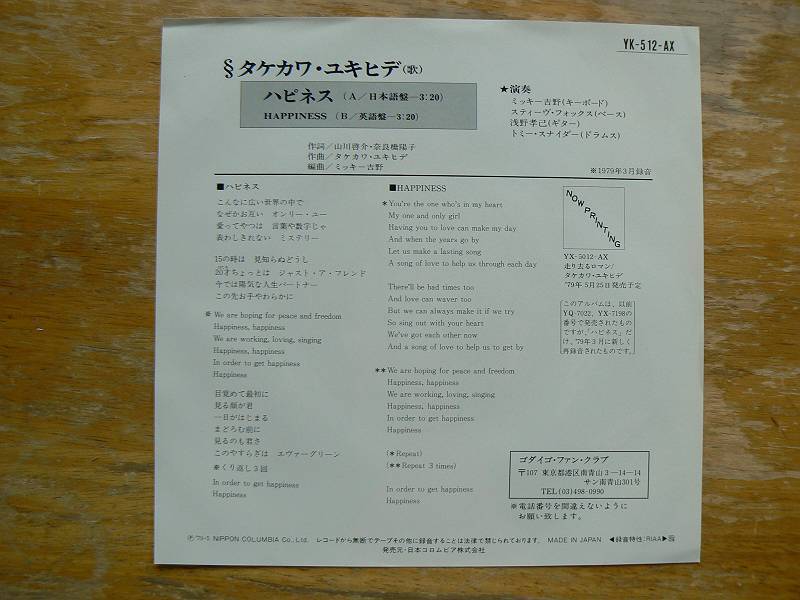 YK-512-AX
§タケカワ・ユキヒデ(歌)
ハピネス (A/日本語盤—3:20)
HAPPINESS (B/英語盤—3:20)
★演奏
ミッキー吉野(キーボード)
スティーヴ・フォックス(ベース)
浅野孝己(ギター)
トミー・スナイダー(ドラムス)
作詞/山川啓介・奈良橋陽子
作曲/タケカワ・ユキヒデ
編曲/ミッキー吉野
※1979年3月録音
■ハピネス
こんなに広い世界の中で
なぜかお互い オンリー・ユー
愛ってやつは 言葉や数字じゃ
表わしきれない ミステリー
15の時は 見知らぬどうし
20才ちょっとは ジャスト・ア・フレンド
今では陽気な人生パートナー
この先お手やわらかに
※ We are hoping for peace and freedom
Happiness, happiness
We are working, loving, singing
Happiness, happiness
In order to get happiness
Happiness
目覚めて最初に
見る顔が君
一日がはじまる
まどろむ前に
見るのも君さ
このやすらぎは エヴァーグリーン
※くり返し3回
In order to get happiness
Happiness
■HAPPINESS
*You're the one who's in my heart
My one and only girl
Having you to love can make my day
And when the years go by
Let us make a lasting song
A song of love to help us through each day
There'll be bad times too
And love can waver too
But we can always make it if we try
So sing out with your heart
We've got each other now
And a song of love to help us to get by
**We are hoping for peace and freedom
Happiness, happiness
We are working, loving, singing
Happiness, happiness
In order to get happiness
Happiness
(*Repeat)
(**Repeat 3 times)
In order to get happiness
Happiness
NOW PRINTING
YX-5012-AX
走り去るロマン/
タケカワ・ユキヒデ
'79年5月25日発売予定
このアルバムは、以前
YQ-7022, YX-7198の
番号で発売されたもの
ですが、「ハピネス」だ
け、'79年3月に新しく
再録音されたものです。
ゴダイゴ・ファン・クラブ
〒107 東京都港区南青山3—14—14
サン南青山301号
TEL(03)498-0990
※電話番号を間違えないように
お願い致します。
Ⓟ79·5 NIPPON COLUMBIA Co., Ltd. レコードから無断でテープその他に録音することは法律で禁じられております。 MADE IN JAPAN ◀録音特性:RIAA▶
発売元・日本コロムビア株式会社